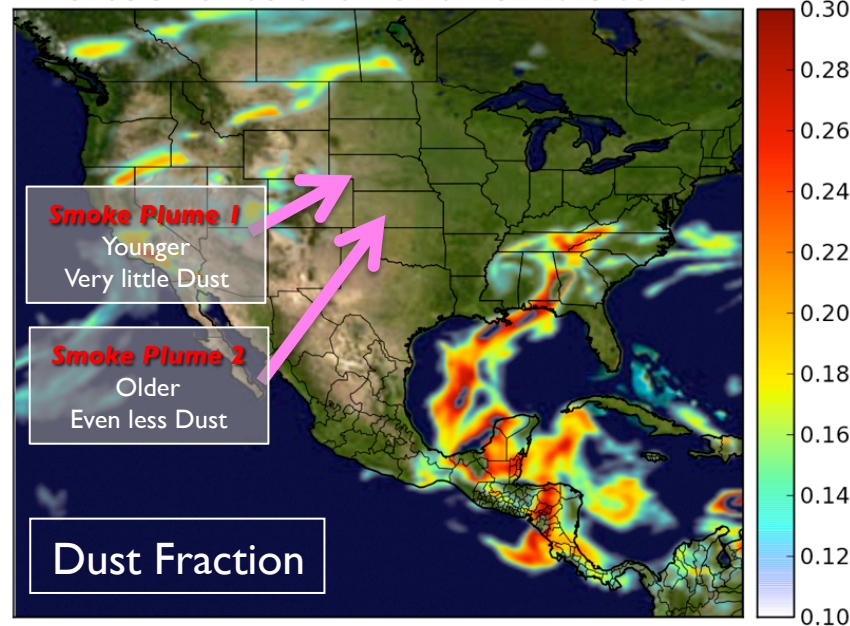 0.30
0.28
0.26
0.24
0.22
0.20
0.18
0.16
0.14
0.12
0.10
Smoke Plume 1
Younger
Very little Dust
Smoke Plume 2
Older
Even less Dust
Dust Fraction